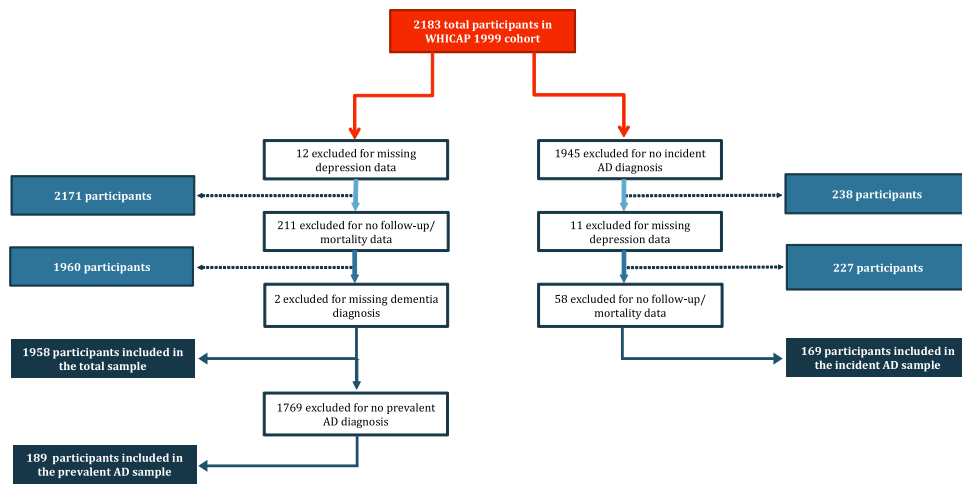 2183 total participants in
WHICAP 1999 cohort
12 excluded for missing
depression data
2171 participants
211 excluded for no follow-up/
mortality data
1960 participants
2 excluded for missing dementia
diagnosis
1958 participants included in
the total sample
1769 excluded for no prevalent
AD diagnosis
189 participants included in
the prevalent AD sample
1945 excluded for no incident
AD diagnosis
238 participants
11 excluded for missing
depression data
227 participants
58 excluded for no follow-up/
mortality data
169 participants included in
the incident AD sample